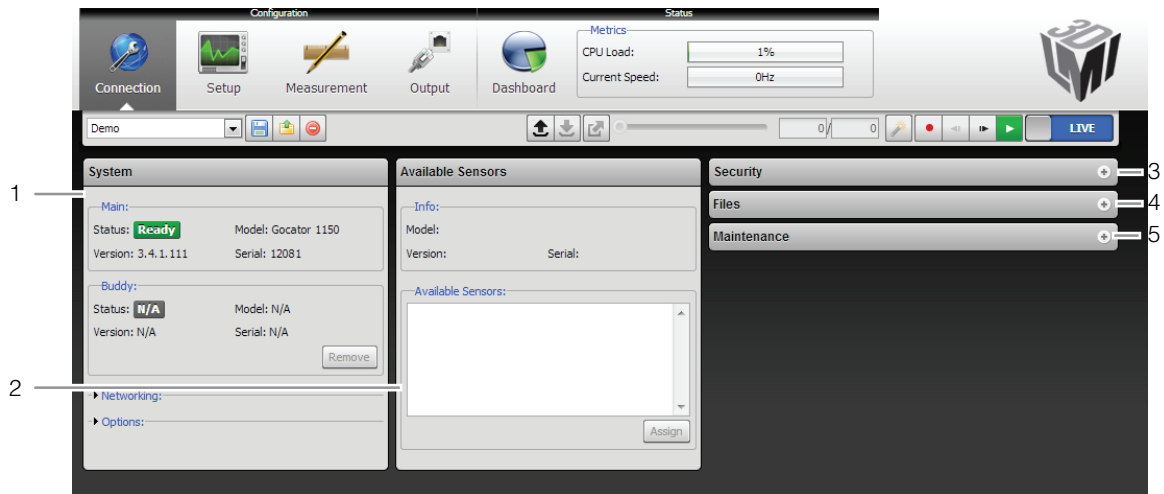 Configuration
Status
Connection
Setup
Measurement
Output
Dashboard
Metrics
CPU Load: 1%
Current Speed: 0Hz
3D
LMI
Demo
0/ 0
LIVE
System
Available Sensors
Security
Files
Maintenance
1
2
3
4
5
Main:
Status: Ready Model: Gocator 1150
Version: 3.4.1.111 Serial: 12081
Buddy:
Status: N/A Model: N/A
Version: N/A Serial: N/A
Remove
Networking:
Options:
Info:
Model:
Version: Serial:
Available Sensors:
Assign